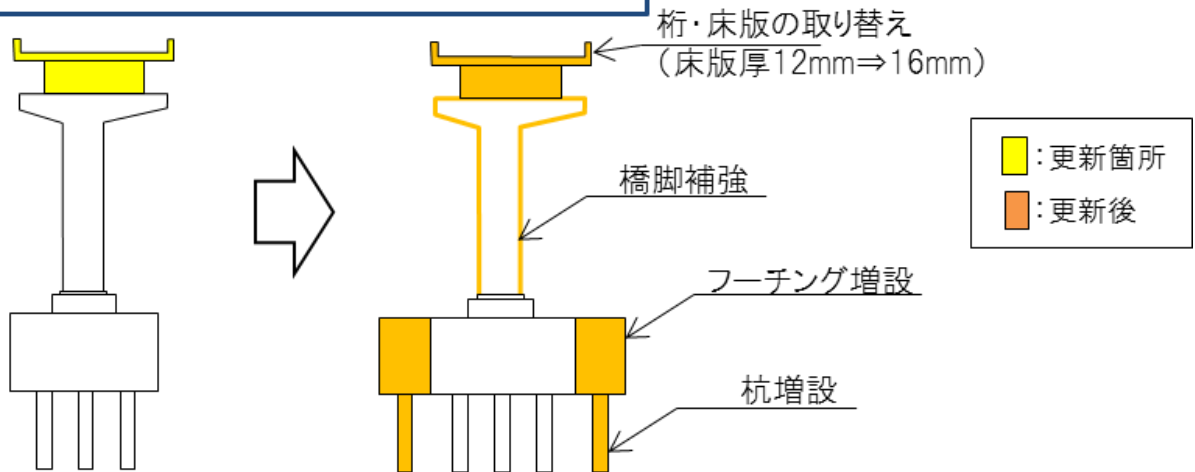 桁・床版の取り替え
(床版厚12mm⇒16mm)
橋脚補強
:更新箇所
:更新後
フーチング増設
杭増設